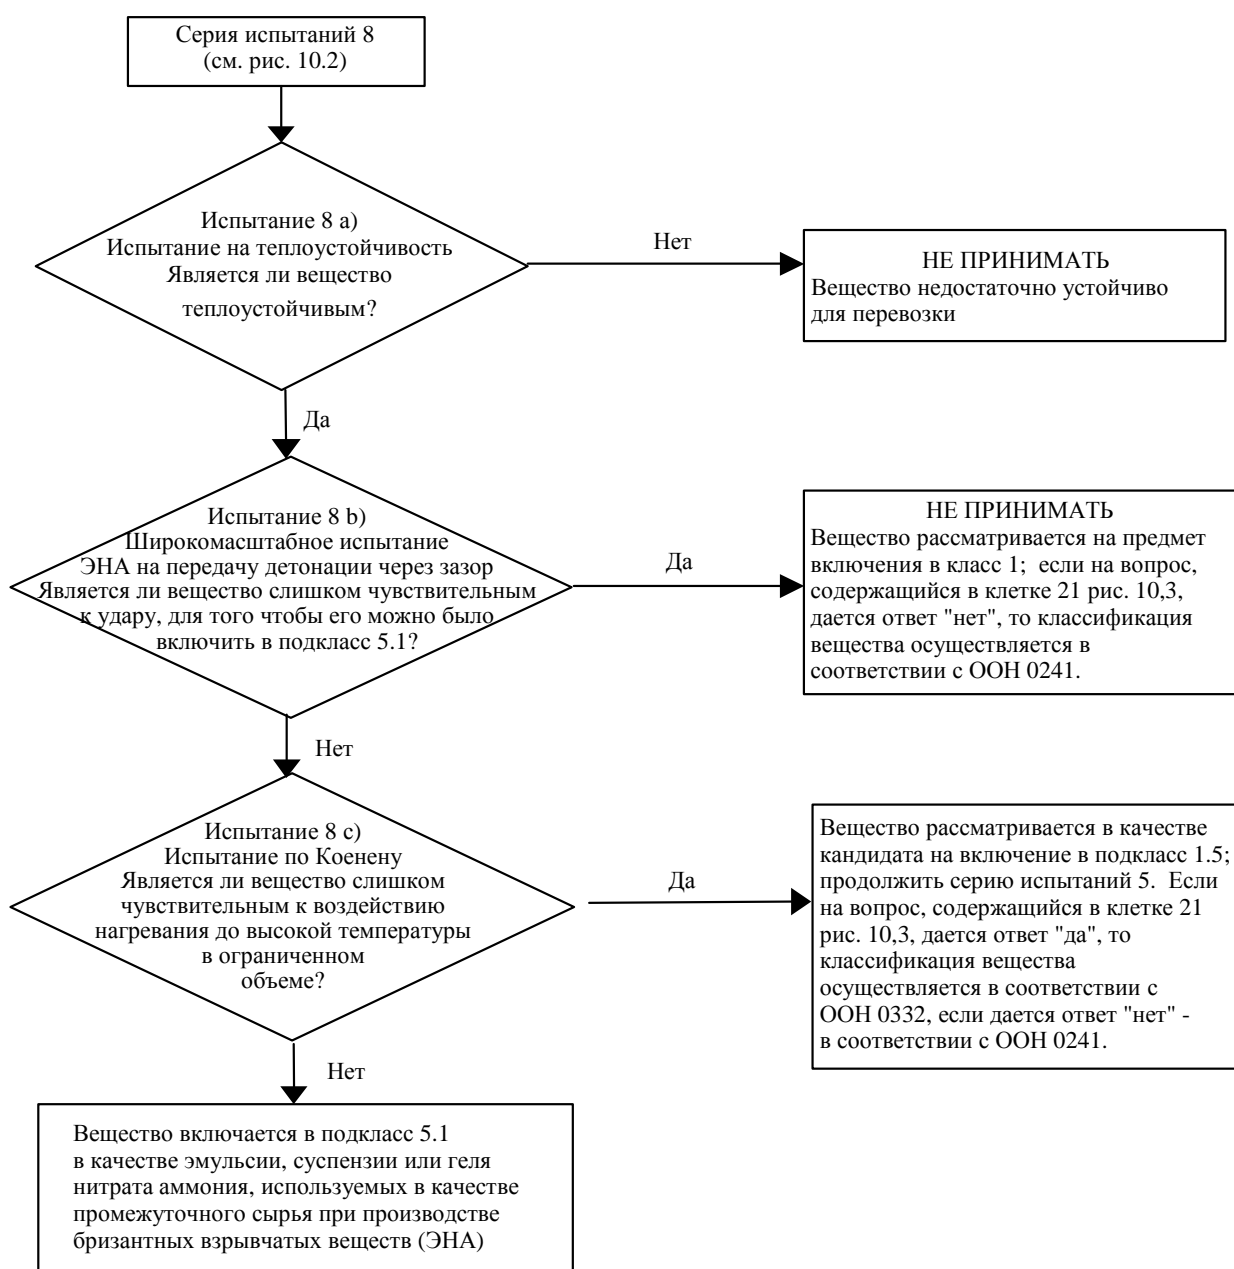 Серия испытаний 8
(см. рис. 10.2)
Испытание 8 a)
Испытание на теплоустойчивость
Является ли вещество
теплоустойчивым?
Нет
НЕ ПРИНИМАТЬ
Вещество недостаточно устойчиво
для перевозки
Да
Испытание 8 b)
Широкомасштабное испытание
ЭНА на передачу детонации через зазор
Является ли вещество слишком чувствительным
к удару, для того чтобы его можно было
включить в подкласс 5.1?
Да
НЕ ПРИНИМАТЬ
Вещество рассматривается на предмет
включения в класс 1; если на вопрос,
содержащийся в клетке 21 рис. 10,3,
дается ответ "нет", то классификация
вещества осуществляется в
соответствии с ООН 0241.
Нет
Испытание 8 c)
Испытание по Коенену
Является ли вещество слишком
чувствительным к воздействию
нагревания до высокой температуры
в ограниченном
объеме?
Да
Вещество рассматривается в качестве
кандидата на включение в подкласс 1.5;
продолжить серию испытаний 5. Если
на вопрос, содержащийся в клетке 21
рис. 10,3, дается ответ "да", то
классификация вещества
осуществляется в соответствии с
ООН 0332, если дается ответ "нет" -
в соответствии с ООН 0241.
Нет
Вещество включается в подкласс 5.1
в качестве эмульсии, суспензии или геля
нитрата аммония, используемых в качестве
промежуточного сырья при производстве
бризантных взрывчатых веществ (ЭНА)